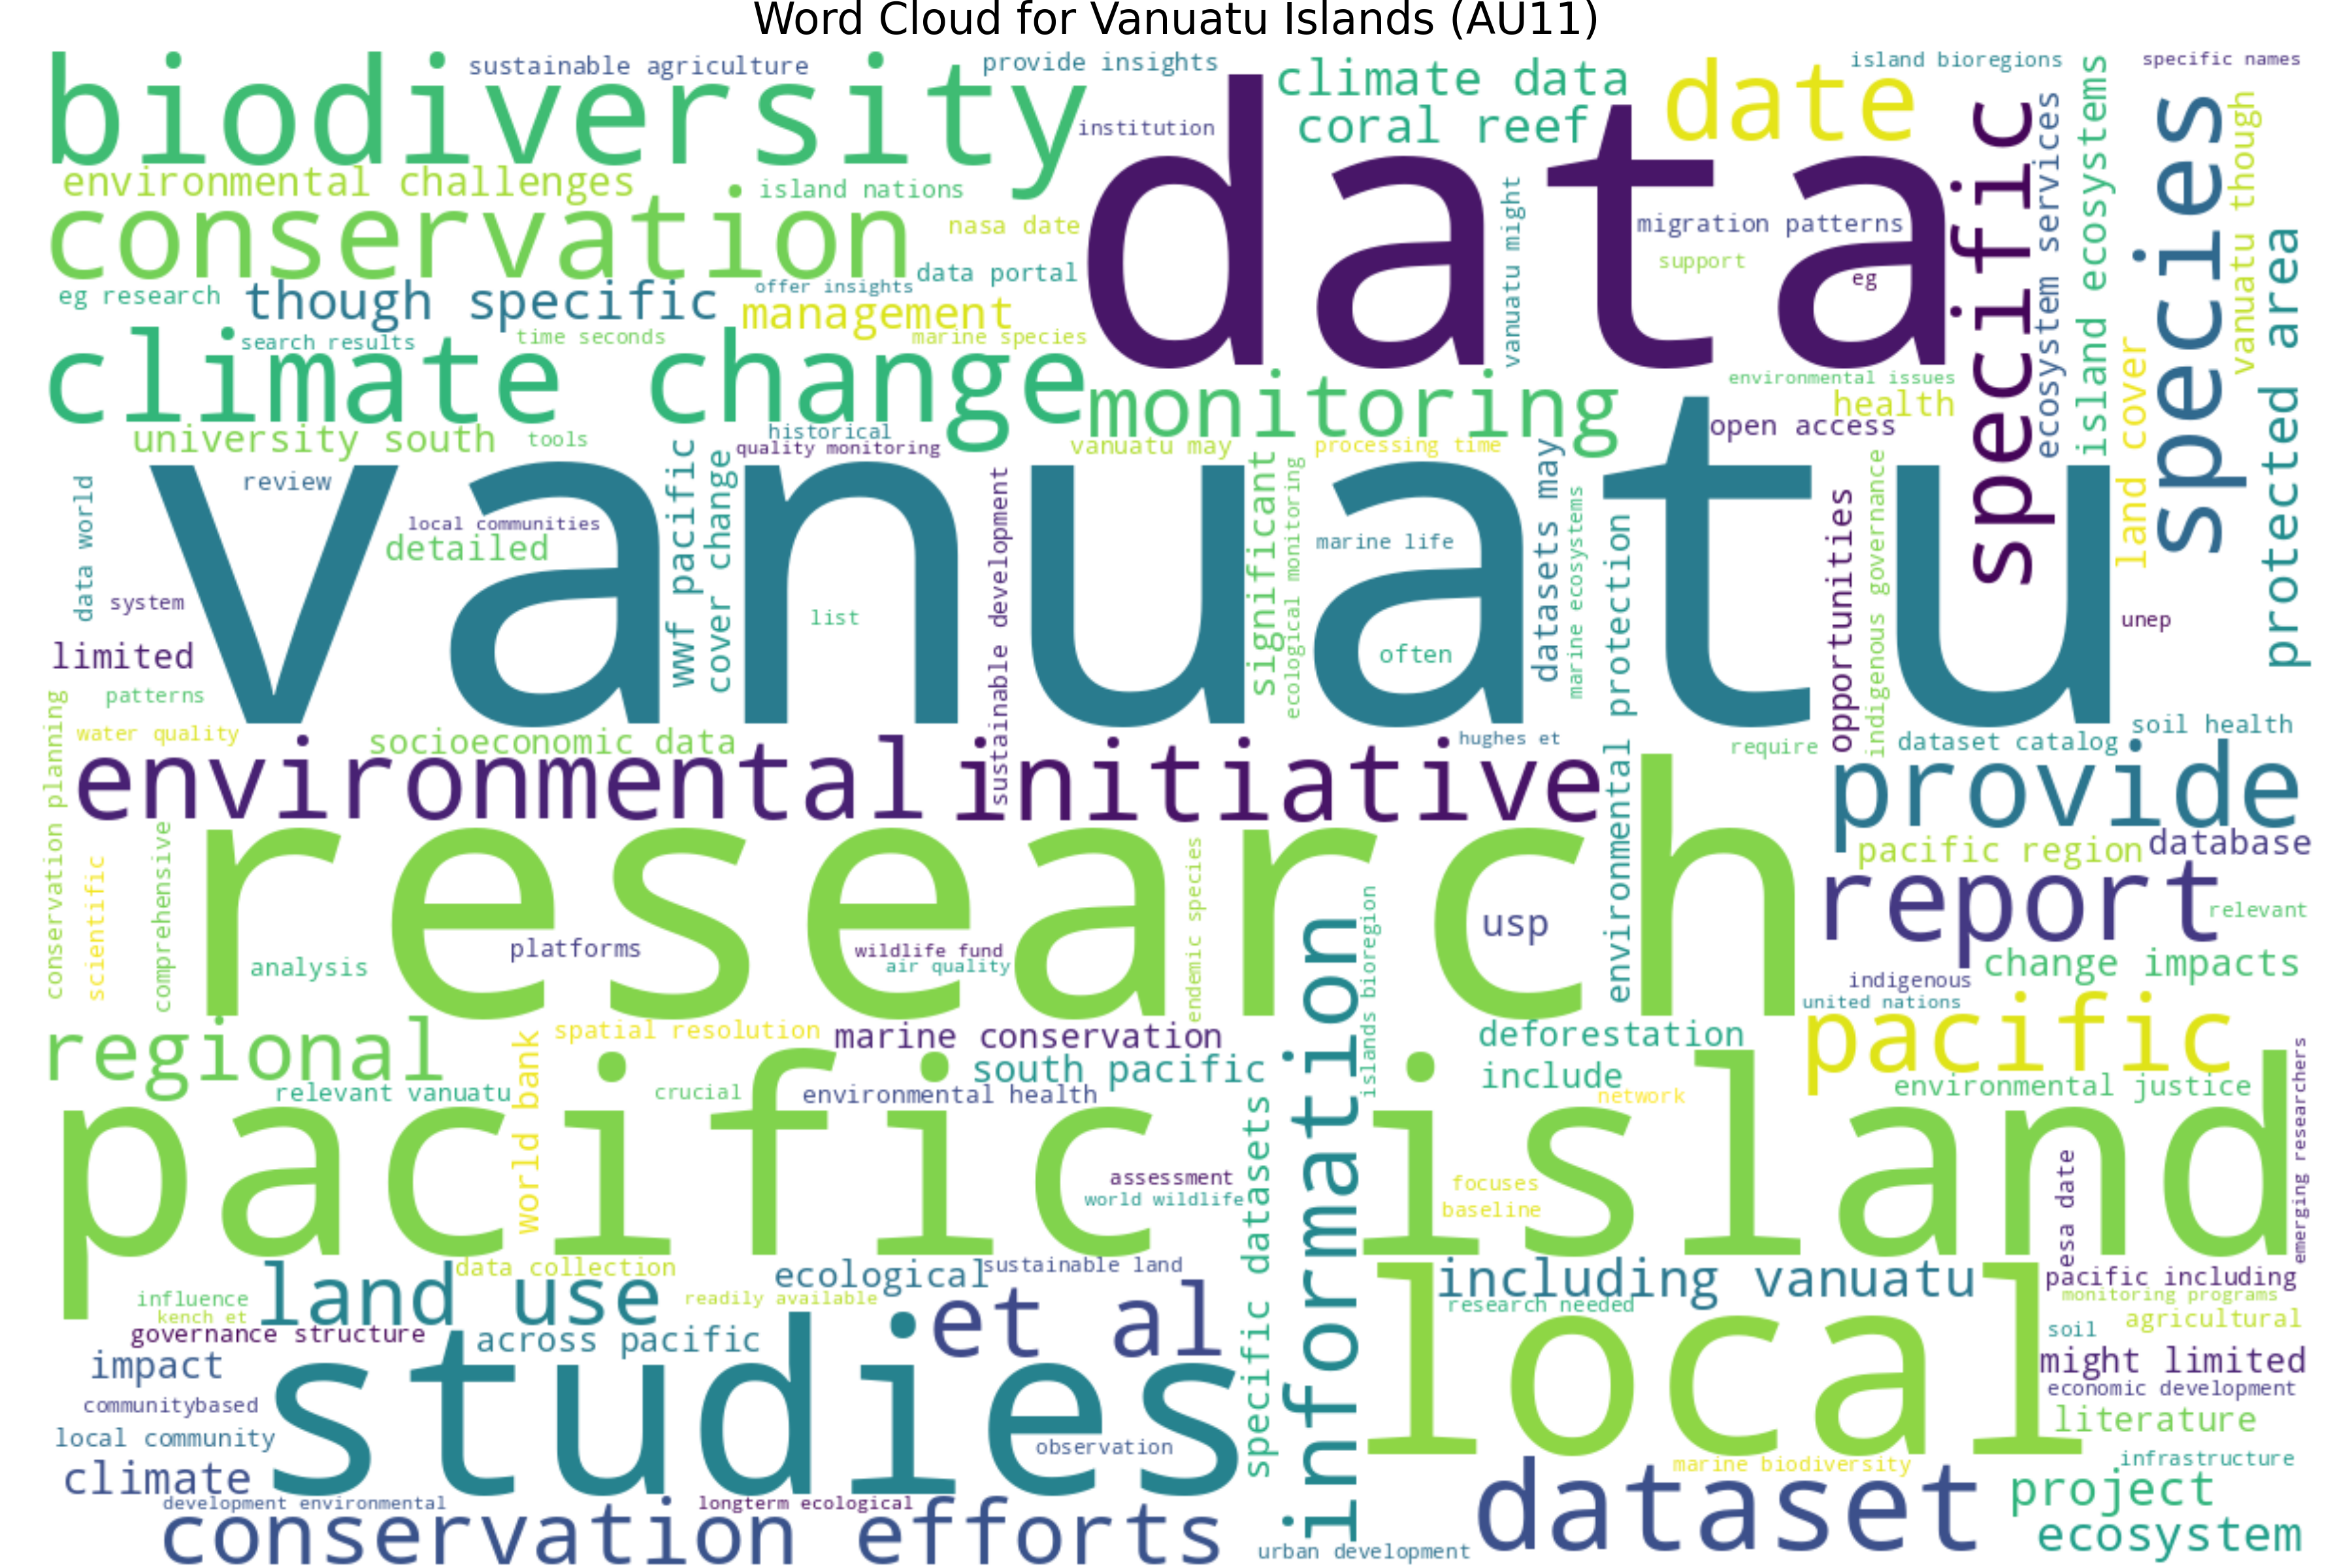 Word Cloud for Vanuatu Islands (AU11)
biodiversity
sustainable agriculture
provide insights
climate data
date
island bioregions
specific names
institution
coral reef
data
specific
ecosystem services
island ecosystems
species
vanuatu though
protected area
environmental challenges
island nations
conservation
nasa date
vanuatu might
migration patterns
support
eg
data portal
eg research
though specific
offer insights
management
search results
time seconds
marine species
climate change
monitoring
environmental issues
health
open access
land cover
university south
tools
historical
quality monitoring
vanuatu may
processing time
vanuatu
review
local communities
detailed
data world
system
limited
patterns
wwf pacific
cover change
list
sustainable development
significant
ecological monitoring
marine life
often
datasets may
marine ecosystems
environmental protection
opportunities
indigenous governance
unep
soil health
conservation planning
water quality
socioeconomic data
hughes et
require
dataset catalog
environmental
initiative
provide
pacific region
database
research
scientific
comprehensive
analysis
platforms
wildlife fund
air quality
endemic species
usp
islands bioregion
information
report
relevant
change impacts
indigenous
united nations
regional
spatial resolution
marine conservation
deforestation
pacific
world bank
south pacific
include
relevant vanuatu
crucial
environmental health
network
environmental justice
emerging researchers
pacific island
assessment
world wildlife
specific datasets
focuses
baseline
esa date
data collection
ecological
sustainable land
including vanuatu
pacific including
monitoring programs
influence
land use
readily available
kench et
et al
research needed
agricultural
governance structure
across pacific
local
soil
impact
studies
might limited
communitybased
economic development
local community
observation
literature
climate
marine biodiversity
infrastructure
development environmental
longterm ecological
dataset
project
conservation efforts
urban development
ecosystem